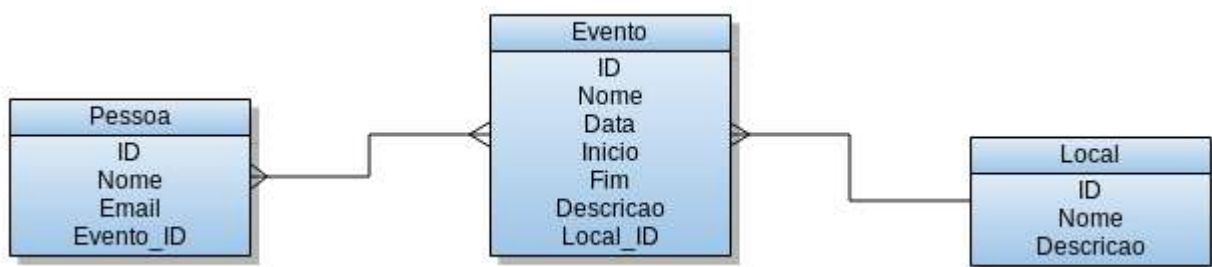 Pessoa
ID
Nome
Email
Evento_ID
Evento
ID
Nome
Data
Inicio
Fim
Descricao
Local_ID
Local
ID
Nome
Descricao